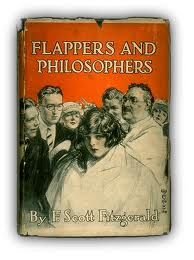 FLAPPERS AND
PHILOSOPHERS
By F. Scott Fitzgerald